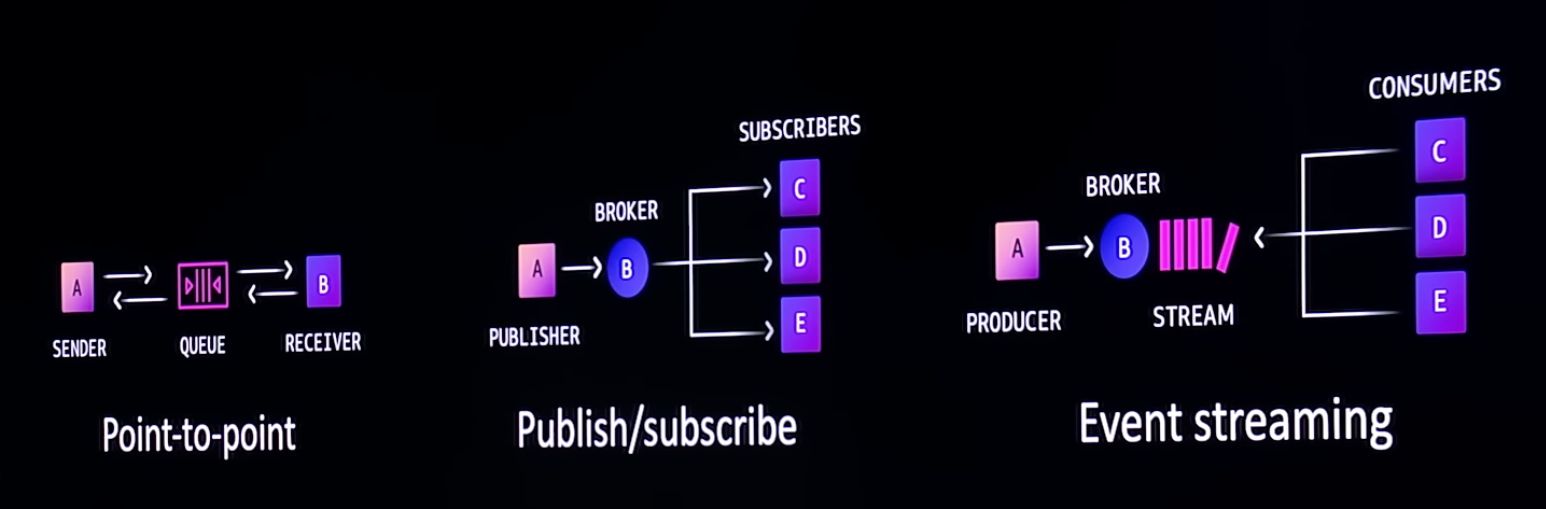 A
B
SENDER
QUEUE
RECEIVER
Point-to-point
SUBSCRIBERS
BROKER
A
B
C
D
E
PUBLISHER
Publish/subscribe
CONSUMERS
BROKER
A
B
C
D
E
PRODUCER
STREAM
Event streaming